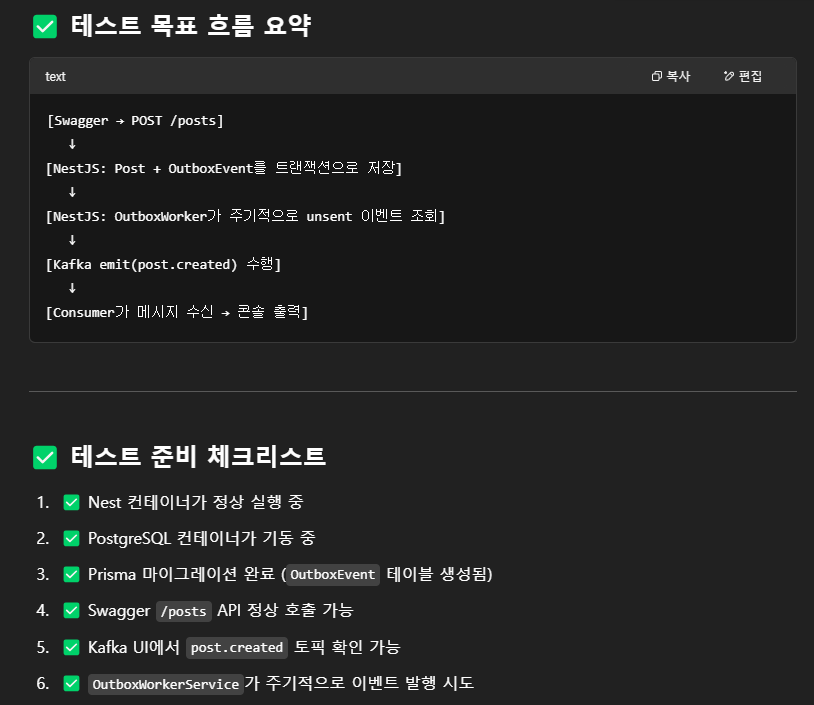 ✅ 테스트 목표 흐름 요약
text 복사 편집
[Swagger → POST /posts]
↓
[NestJS: Post + OutboxEvent를 트랜잭션으로 저장]
↓
[NestJS: OutboxWorker가 주기적으로 unsent 이벤트 조회]
↓
[Kafka emit(post.created) 수행]
↓
[Consumer가 메시지 수신 → 콘솔 출력]
✅ 테스트 준비 체크리스트
1. ✅ Nest 컨테이너가 정상 실행 중
2. ✅ PostgreSQL 컨테이너가 기동 중
3. ✅ Prisma 마이그레이션 완료 (OutboxEvent 테이블 생성됨)
4. ✅ Swagger /posts API 정상 호출 가능
5. ✅ Kafka UI에서 post.created 토픽 확인 가능
6. ✅ OutboxWorkerService가 주기적으로 이벤트 발행 시도